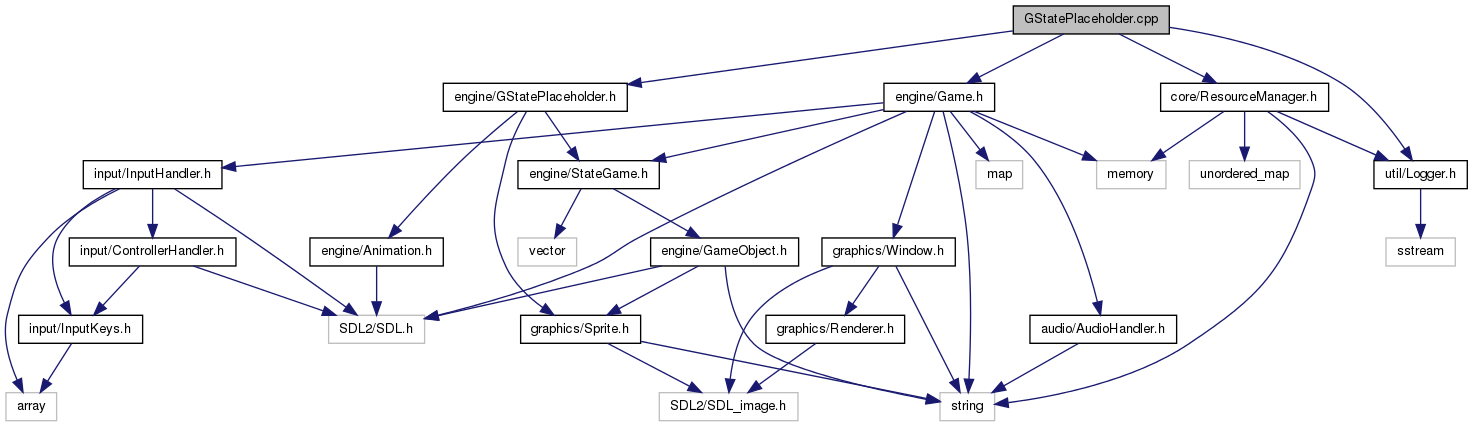 GStatePlaceholder.cpp
engine/GStatePlaceholder.h
engine/Game.h
core/ResourceManager.h
input/InputHandler.h
engine/StateGame.h
map
memory
unordered_map
util/Logger.h
input/ControllerHandler.h
engine/Animation.h
vector
engine/GameObject.h
graphics/Window.h
sstream
input/InputKeys.h
SDL2/SDL.h
graphics/Sprite.h
graphics/Renderer.h
audio/AudioHandler.h
array
SDL2/SDL_image.h
string